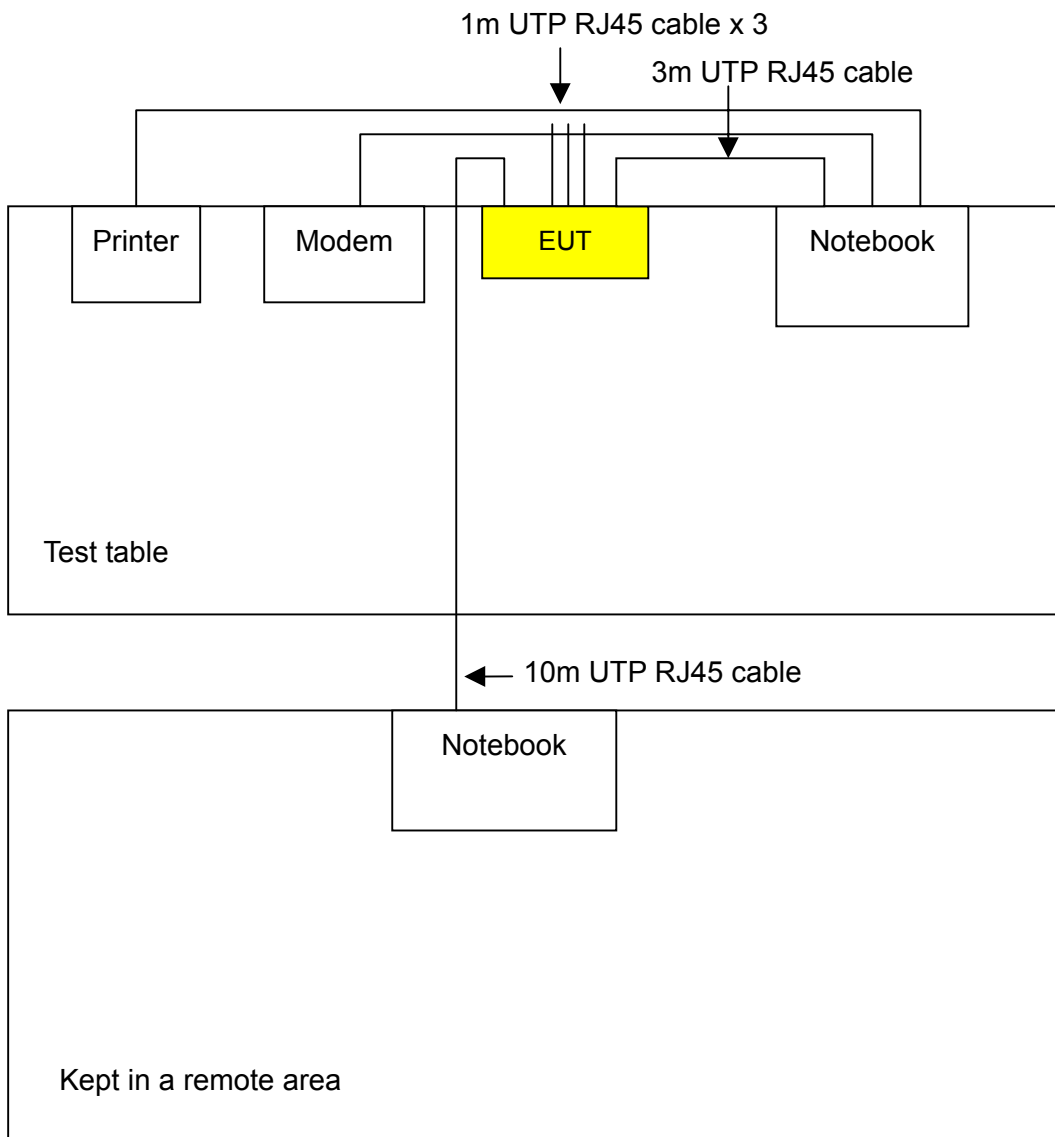 1m UTP RJ45 cable x 3
3m UTP RJ45 cable
Printer
Modem
EUT
Notebook
Test table
10m UTP RJ45 cable
Notebook
Kept in a remote area